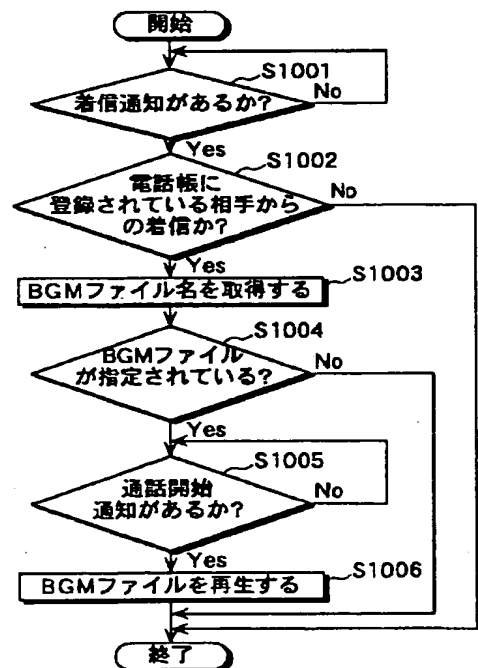 開始
S1001
着信通知があるか?
No
Yes
S1002
電話帳に
登録されている相手から
の着信か?
No
Yes
S1003
BGMファイル名を取得する
S1004
BGMファイル
が指定されている?
No
Yes
S1005
通話開始
通知があるか?
No
Yes
S1006
BGMファイルを再生する
終了